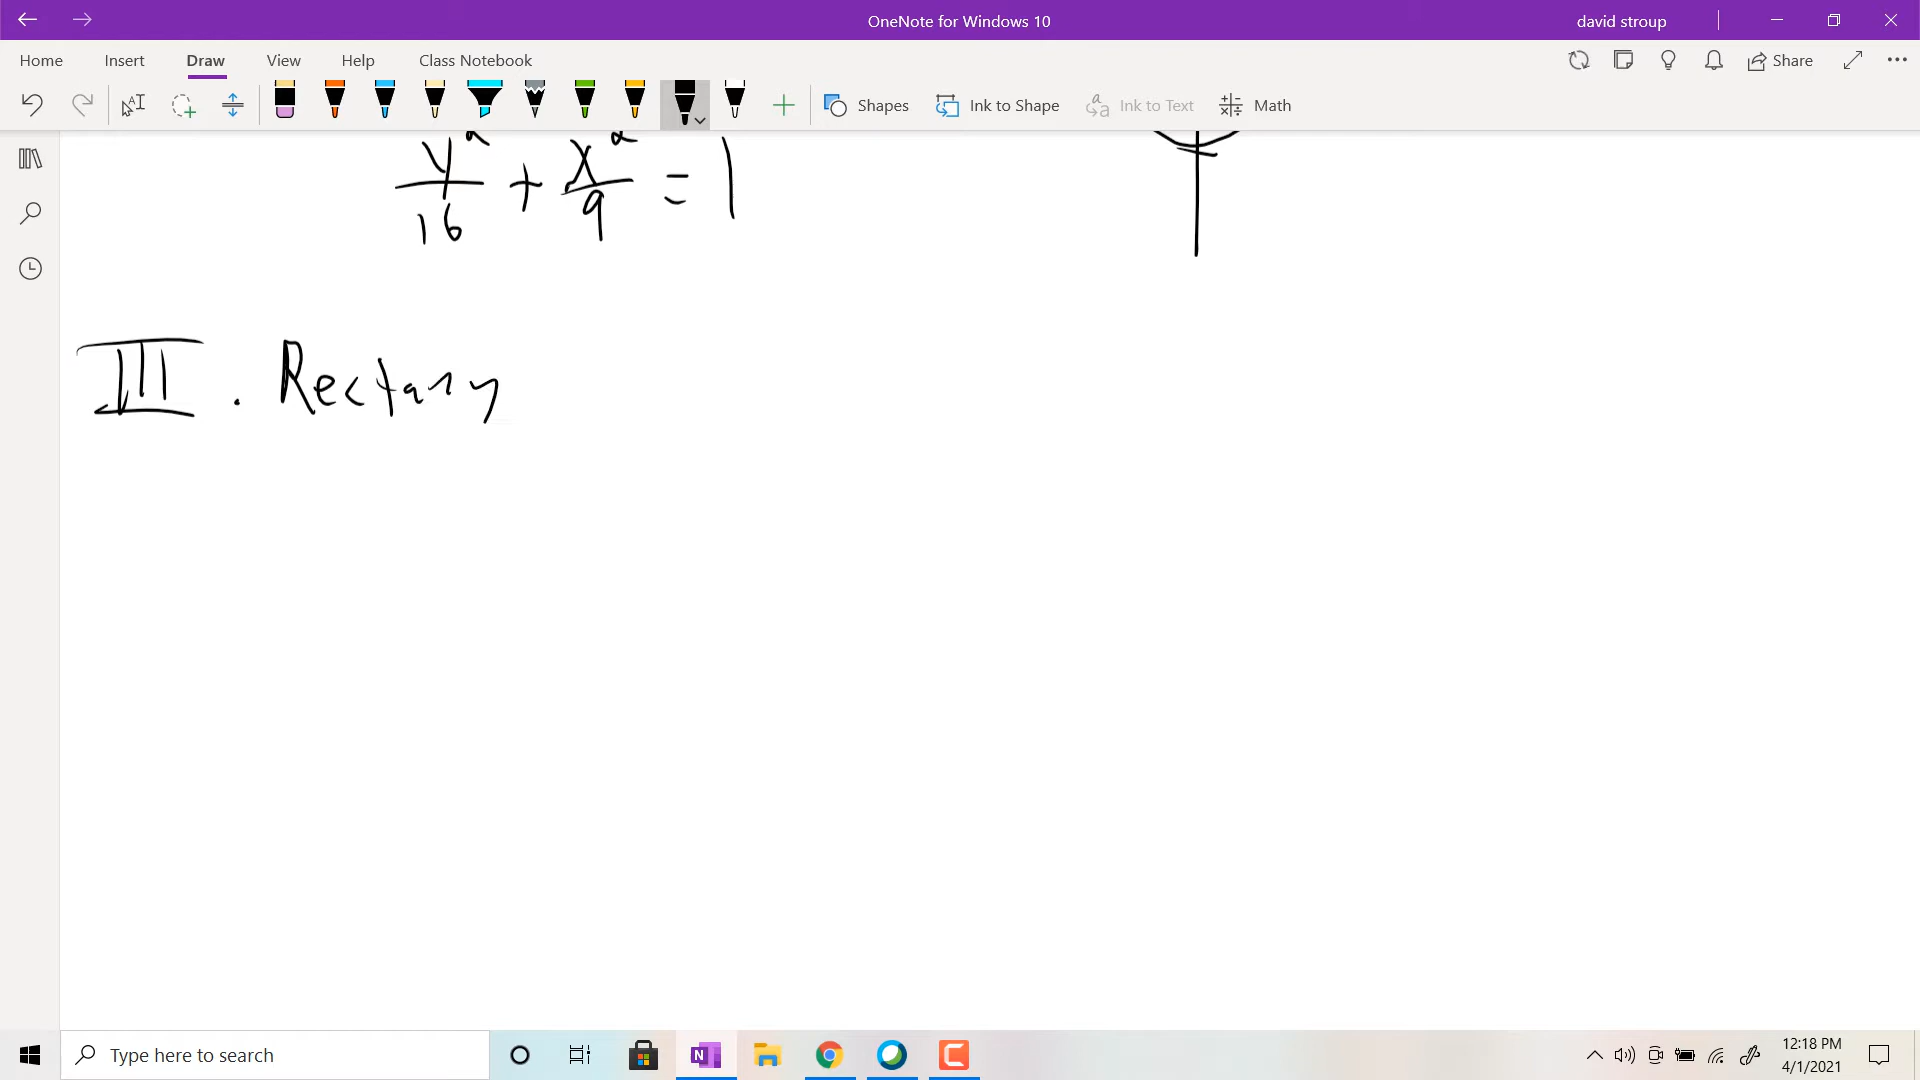 OneNote for Windows 10
david stroup
Home Insert Draw View Help Class Notebook
Share
Shapes
Ink to Shape
Ink to Text
Math
y² / 16 + x² / 9 = 1
III. Rectang
Type here to search
12:18 PM
4/1/2021